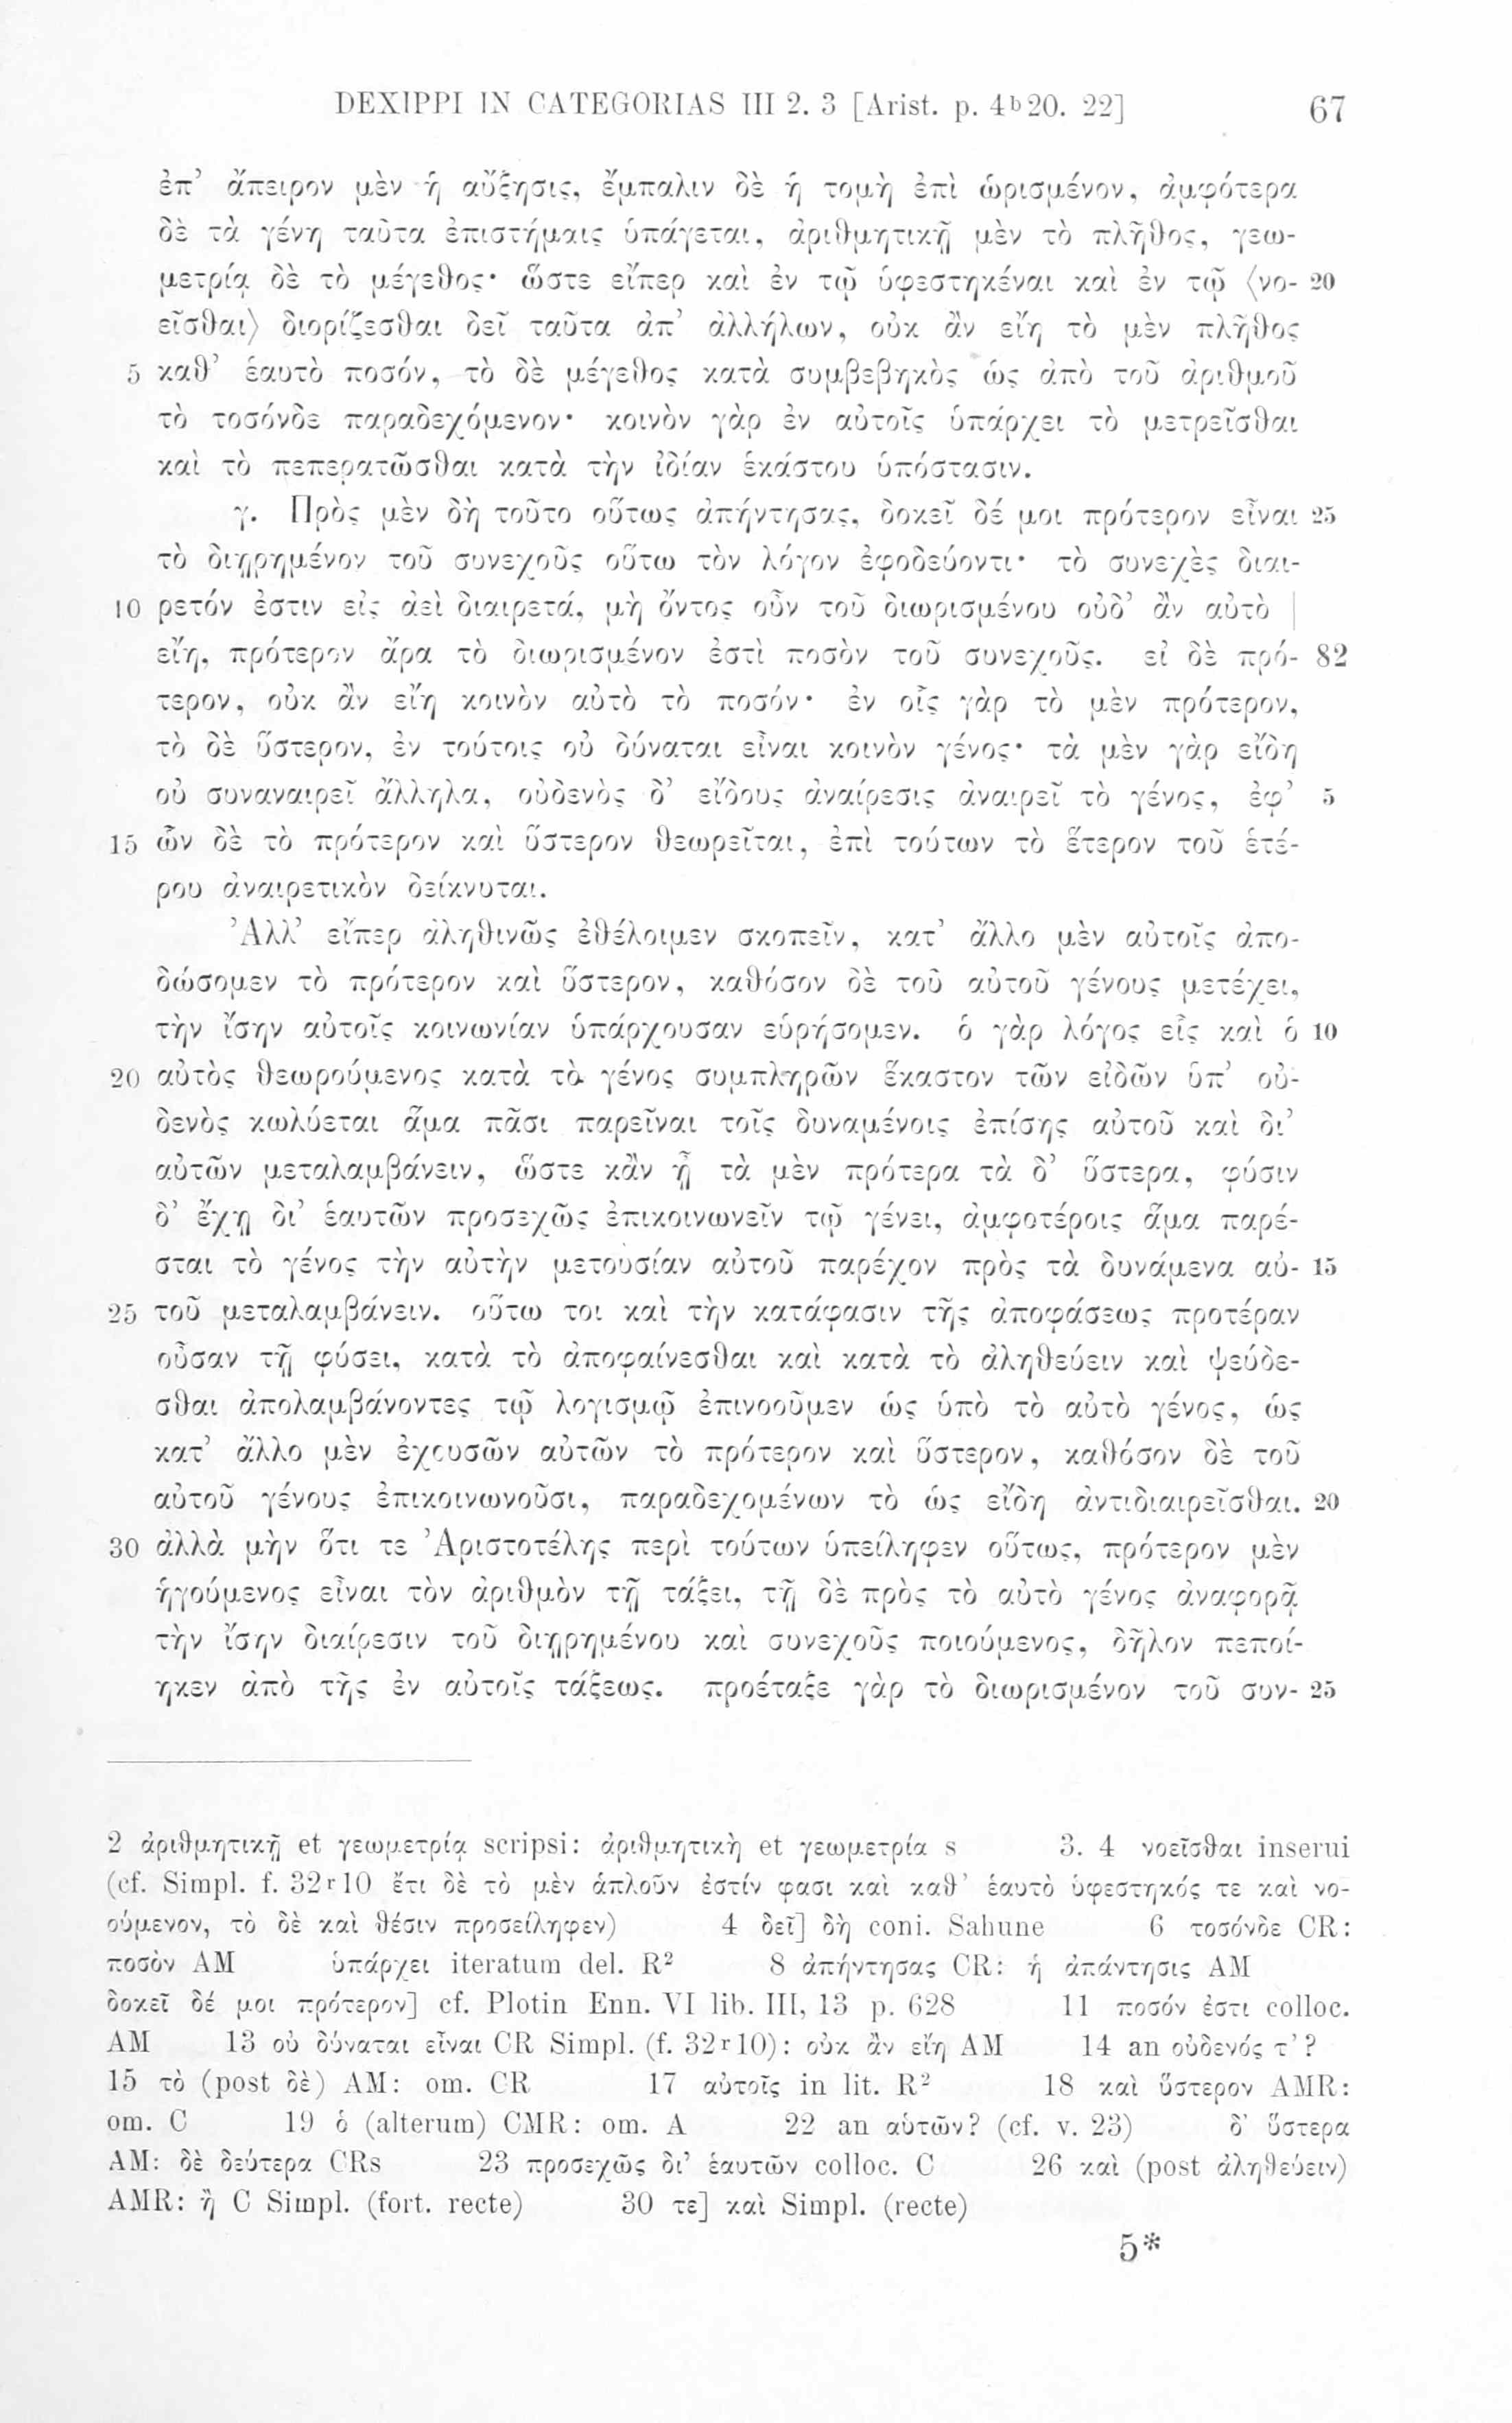 DEXIPPI IN CATEGORIAS III 2. 3 [Arist. p. 4b20. 22] 67
ἐπ’ ἄπειρον μὲν ἡ αὔξησις, ἔμπαλιν δὲ ἡ τομὴ ἐπὶ ὡρισμένον, ἀμφότερα
δὲ τὰ γένη ταῦτα ἐπιστήμαις ὑπάγεται, ἀριθμητικῇ μὲν τὸ πλῆθος, γεω-
μετρίᾳ δὲ τὸ μέγεθος· ὥστε εἴπερ καὶ ἐν τῷ ὑφεστηκέναι καὶ ἐν τῷ ⟨νο- 20
εῖσθαι⟩ διορίζεσθαι δεῖ ταῦτα ἀπ’ ἀλλήλων, οὐκ ἂν εἴη τὸ μὲν πλῆθος
5 καθ’ ἑαυτὸ ποσόν, τὸ δὲ μέγεθος κατὰ συμβεβηκὸς ὡς ἀπὸ τοῦ ἀριθμοῦ
τὸ τοσόνδε παραδεχόμενον· κοινὸν γὰρ ἐν αὐτοῖς ὑπάρχει τὸ μετρεῖσθαι
καὶ τὸ πεπερατῶσθαι κατὰ τὴν ἰδίαν ἑκάστου ὑπόστασιν.
γ. Πρὸς μὲν δὴ τοῦτο οὕτως ἀπήντησας, δοκεῖ δέ μοι πρότερον εἶναι 25
τὸ διῃρημένον τοῦ συνεχοῦς οὕτω τὸν λόγον ἐφοδεύοντι· τὸ συνεχὲς διαι-
10 ρετόν ἐστιν εἰς ἀεὶ διαιρετά, μὴ ὄντος οὖν τοῦ διωρισμένου οὐδ’ ἂν αὐτὸ |
εἴη, πρότερον ἄρα τὸ διωρισμένον ἐστὶ ποσὸν τοῦ συνεχοῦς. εἰ δὲ πρό- 82
τερον, οὐκ ἂν εἴη κοινὸν αὐτὸ τὸ ποσόν· ἐν οἷς γὰρ τὸ μὲν πρότερον,
τὸ δὲ ὕστερον, ἐν τούτοις οὐ δύναται εἶναι κοινὸν γένος· τὰ μὲν γὰρ εἴδη
οὐ συναναιρεῖ ἄλληλα, οὐδενὸς δ’ εἴδους ἀναίρεσις ἀναιρεῖ τὸ γένος, ἐφ’ 5
15 ὧν δὲ τὸ πρότερον καὶ ὕστερον θεωρεῖται, ἐπὶ τούτων τὸ ἕτερον τοῦ ἑτέ-
ρου ἀναιρετικὸν δείκνυται.
Ἀλλ’ εἴπερ ἀληθινῶς ἐθέλοιμεν σκοπεῖν, κατ’ ἄλλο μὲν αὐτοῖς ἀπο-
δώσομεν τὸ πρότερον καὶ ὕστερον, καθόσον δὲ τοῦ αὐτοῦ γένους μετέχει,
τὴν ἴσην αὐτοῖς κοινωνίαν ὑπάρχουσαν εὑρήσομεν. ὁ γὰρ λόγος εἷς καὶ ὁ 10
20 αὐτὸς θεωρούμενος κατὰ τὸ γένος συμπληρῶν ἕκαστον τῶν εἰδῶν ὑπ’ οὐ-
δενὸς κωλύεται ἅμα πᾶσι παρεῖναι τοῖς δυναμένοις ἐπίσης αὐτοῦ καὶ δι’
αὐτῶν μεταλαμβάνειν, ὥστε κἂν ᾖ τὰ μὲν πρότερα τὰ δ’ ὕστερα, φύσιν
δ’ ἔχῃ δι’ ἑαυτῶν προσεχῶς ἐπικοινωνεῖν τῷ γένει, ἀμφοτέροις ἅμα παρέ-
σται τὸ γένος τὴν αὐτὴν μετουσίαν αὐτοῦ παρέχον πρὸς τὰ δυνάμενα αὐ- 15
25 τοῦ μεταλαμβάνειν. οὕτω τοι καὶ τὴν κατάφασιν τῆς ἀποφάσεως προτέραν
οὖσαν τῇ φύσει, κατὰ τὸ ἀποφαίνεσθαι καὶ κατὰ τὸ ἀληθεύειν καὶ ψεύδε-
σθαι ἀπολαμβάνοντες τῷ λογισμῷ ἐπινοοῦμεν ὡς ὑπὸ τὸ αὐτὸ γένος, ὡς
κατ’ ἄλλο μὲν ἐχουσῶν αὐτῶν τὸ πρότερον καὶ ὕστερον, καθόσον δὲ τοῦ
αὐτοῦ γένους ἐπικοινωνοῦσι, παραδεχομένων τὸ ὡς εἴδη ἀντιδιαιρεῖσθαι. 20
30 ἀλλὰ μὴν ὅτι τε Ἀριστοτέλης περὶ τούτων ὑπείληφεν οὕτως, πρότερον μὲν
ἡγούμενος εἶναι τὸν ἀριθμὸν τῇ τάξει, τῇ δὲ πρὸς τὸ αὐτὸ γένος ἀναφορᾷ
τὴν ἴσην διαίρεσιν τοῦ διῃρημένου καὶ συνεχοῦς ποιούμενος, δῆλον πεποί-
ηκεν ἀπὸ τῆς ἐν αὐτοῖς τάξεως. προέταξε γὰρ τὸ διωρισμένον τοῦ συν- 25
2 ἀριθμητικῇ et γεωμετρίᾳ scripsi: ἀριθμητικὴ et γεωμετρία s 3. 4 νοεῖσθαι inserui
(cf. Simpl. f. 32r10 ἔτι δὲ τὸ μὲν ἁπλοῦν ἐστίν φασι καὶ καθ’ ἑαυτὸ ὑφεστηκός τε καὶ νο-
ούμενον, τὸ δὲ καὶ θέσιν προσείληφεν) 4 δεῖ] δὴ coni. Sahune 6 τοσόνδε CR:
ποσὸν AM ὑπάρχει iteratum del. R² 8 ἀπήντησας CR: ἡ ἀπάντησις AM
δοκεῖ δέ μοι πρότερον] cf. Plotin Enn. VI lib. III, 13 p. 628 11 ποσόν ἐστι colloc.
AM 13 οὐ δύναται εἶναι CR Simpl. (f. 32r10): οὐκ ἂν εἴη AM 14 an οὐδενός τ’?
15 τὸ (post δὲ) AM: om. CR 17 αὐτοῖς in lit. R² 18 καὶ ὕστερον AMR:
om. C 19 ὁ (alterum) CMR: om. A 22 an αὑτῶν? (cf. v. 23) δ’ ὕστερα
AM: δὲ δεύτερα CRs 23 προσεχῶς δι’ ἑαυτῶν colloc. C 26 καὶ (post ἀληθεύειν)
AMR: ἢ C Simpl. (fort. recte) 30 τε] καὶ Simpl. (recte)
5*